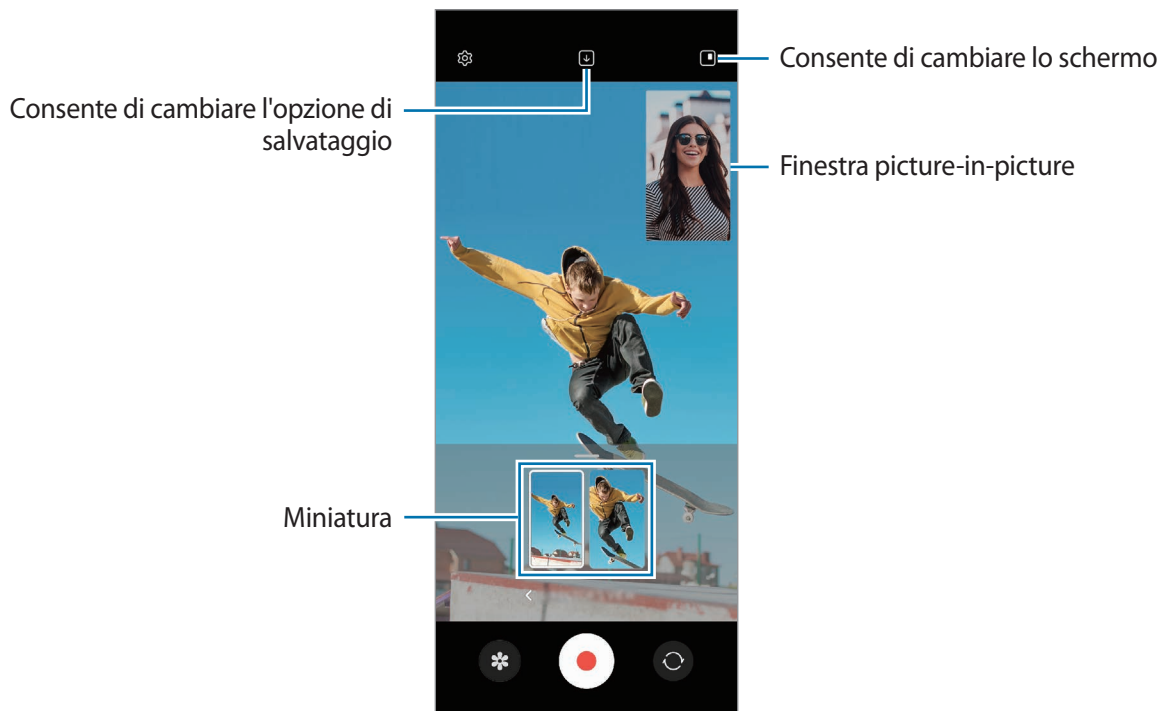 Consente di cambiare lo schermo
Consente di cambiare l'opzione di
salvataggio
Finestra picture-in-picture
Miniatura